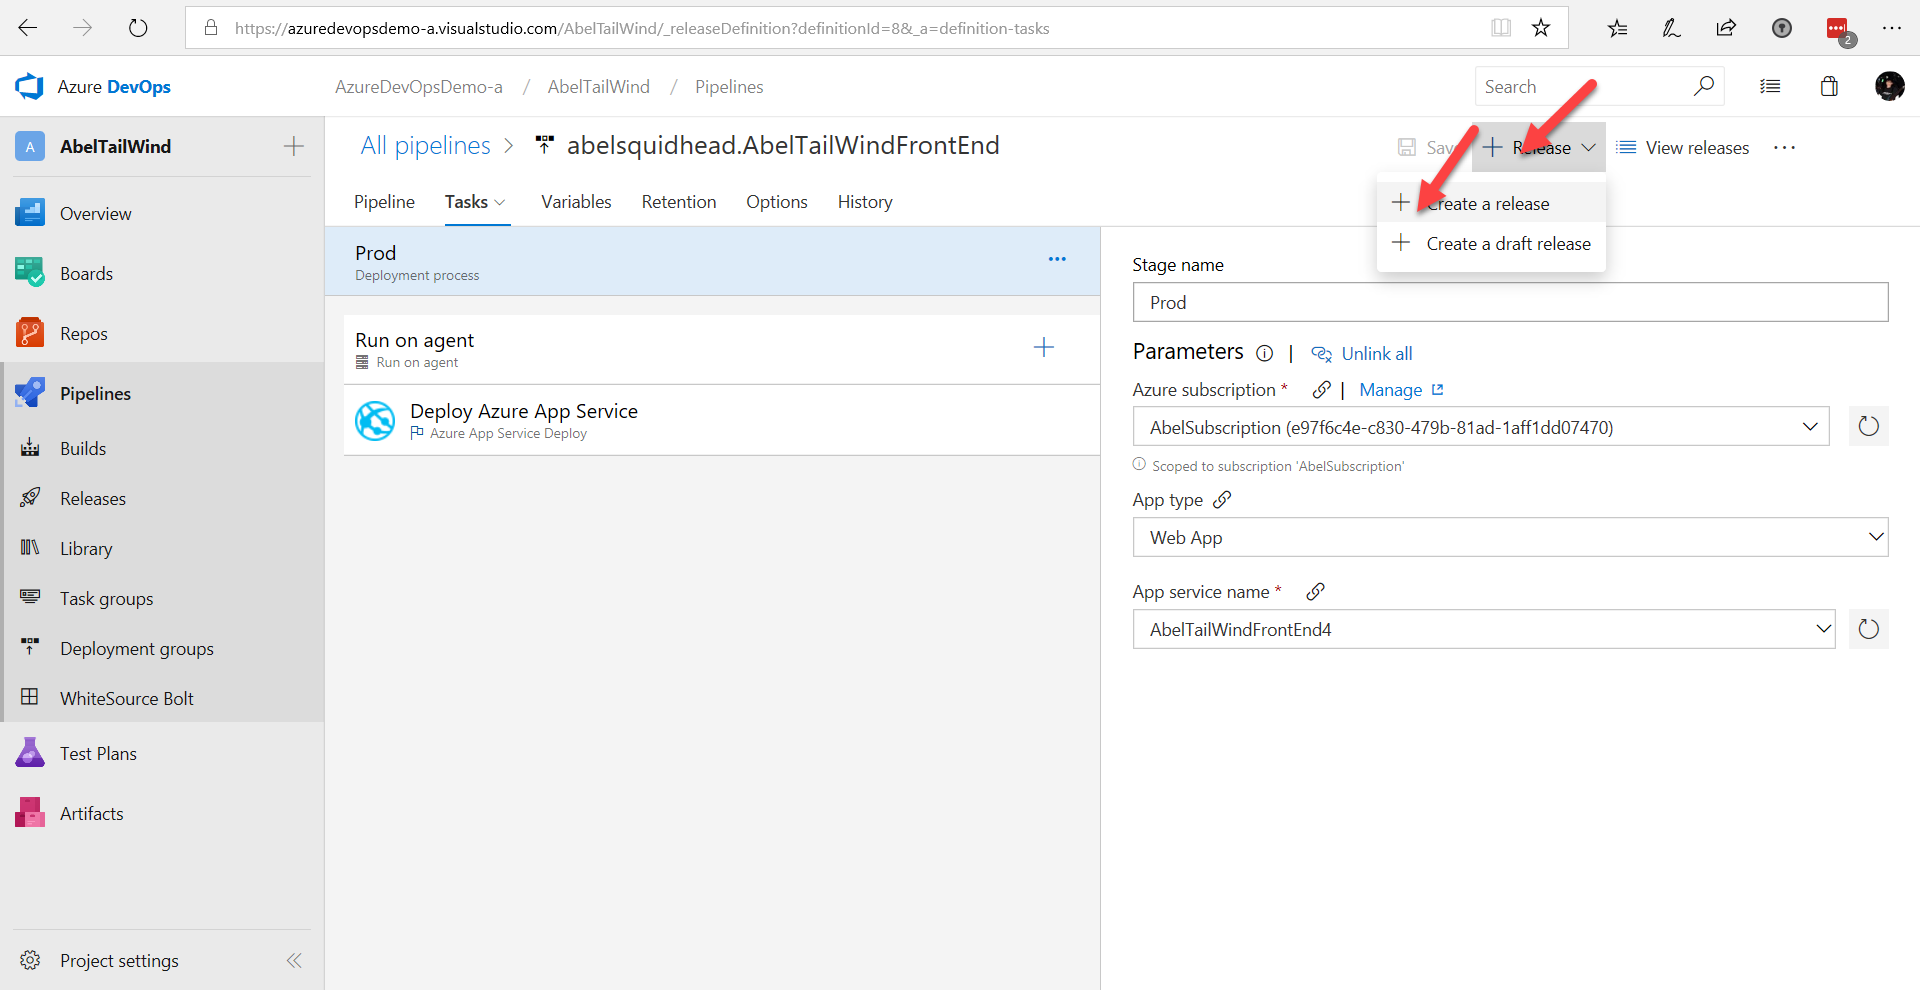 https://azuredevopsdemo-a.visualstudio.com/AbelTailWind/_releaseDefinition?definitionId=8&_a=definition-tasks
2
Azure DevOps
AzureDevOpsDemo-a / AbelTailWind / Pipelines
Search
A AbelTailWind
All pipelines > abelsquidhead.AbelTailWindFrontEnd
Save
Release
View releases
Pipeline Tasks Variables Retention Options History
Create a release
Create a draft release
Overview
Boards
Repos
Pipelines
Builds
Releases
Library
Task groups
Deployment groups
WhiteSource Bolt
Test Plans
Artifacts
Project settings
Prod
Deployment process
Run on agent
Run on agent
Deploy Azure App Service
Azure App Service Deploy
Stage name
Prod
Parameters | Unlink all
Azure subscription * | Manage
AbelSubscription (e97f6c4e-c830-479b-81ad-1aff1dd07470)
Scoped to subscription 'AbelSubscription'
App type
Web App
App service name *
AbelTailWindFrontEnd4